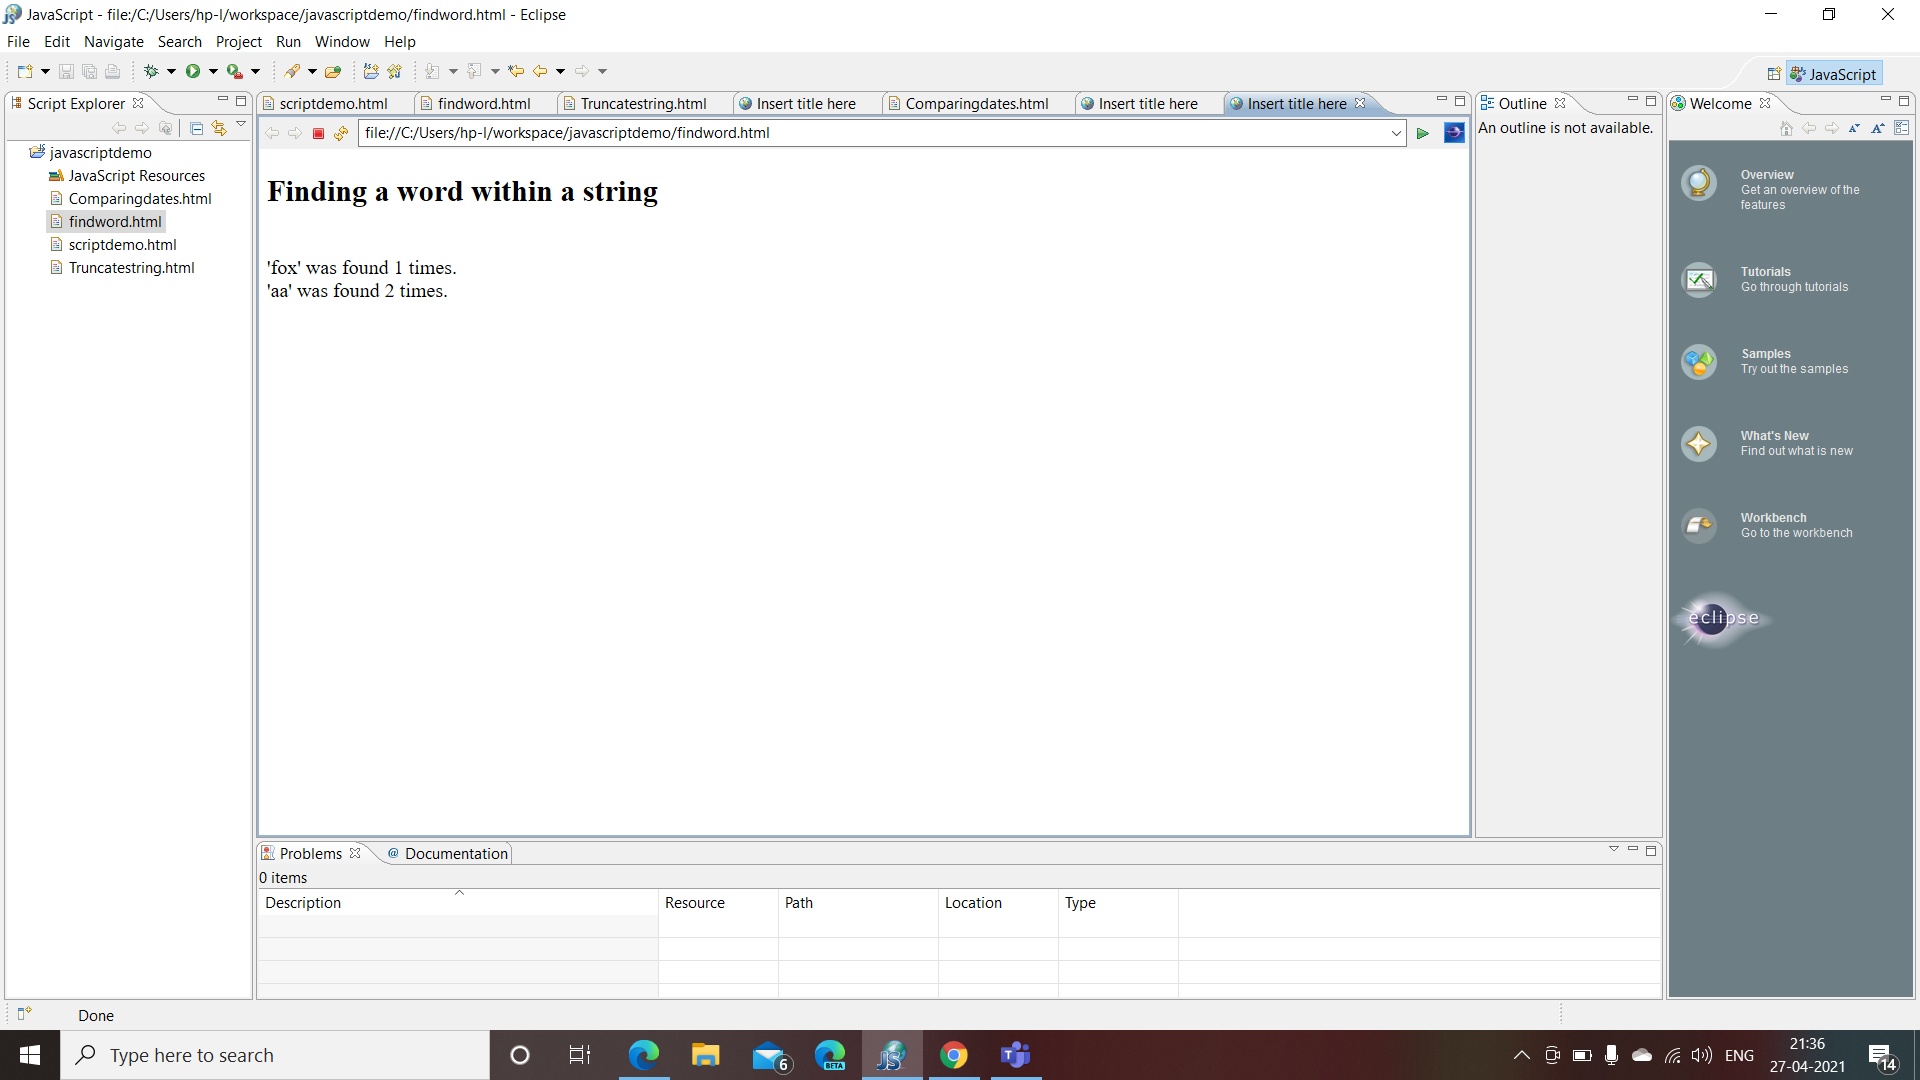 JavaScript - file:/C:/Users/hp-l/workspace/javascriptdemo/findword.html - Eclipse
File Edit Navigate Search Project Run Window Help
JavaScript
Script Explorer
scriptdemo.html findword.html Truncatestring.html Insert title here Comparingdates.html Insert title here Insert title here
Outline
Welcome
file://C:/Users/hp-l/workspace/javascriptdemo/findword.html
An outline is not available.
javascriptdemo
JavaScript Resources
Comparingdates.html
findword.html
scriptdemo.html
Truncatestring.html
Finding a word within a string
'fox' was found 1 times.
'aa' was found 2 times.
Overview
Get an overview of the
features
Tutorials
Go through tutorials
Samples
Try out the samples
What's New
Find out what is new
Workbench
Go to the workbench
eclipse
Problems @ Documentation
0 items
Description Resource Path Location Type
Done
Type here to search
6
BETA
JS
T
ENG
21:36
27-04-2021
14